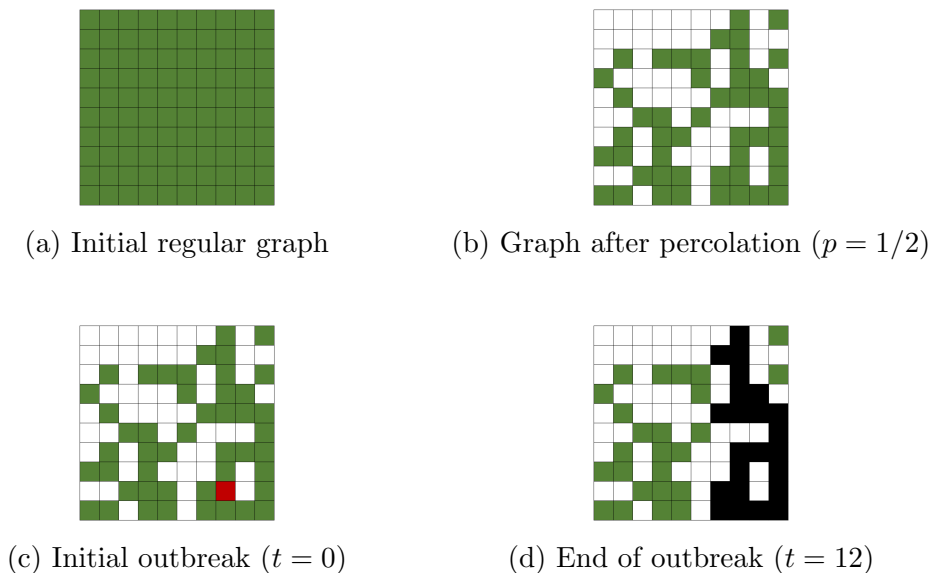 (a) Initial regular graph
(b) Graph after percolation (p = 1/2)
(c) Initial outbreak (t = 0)
(d) End of outbreak (t = 12)